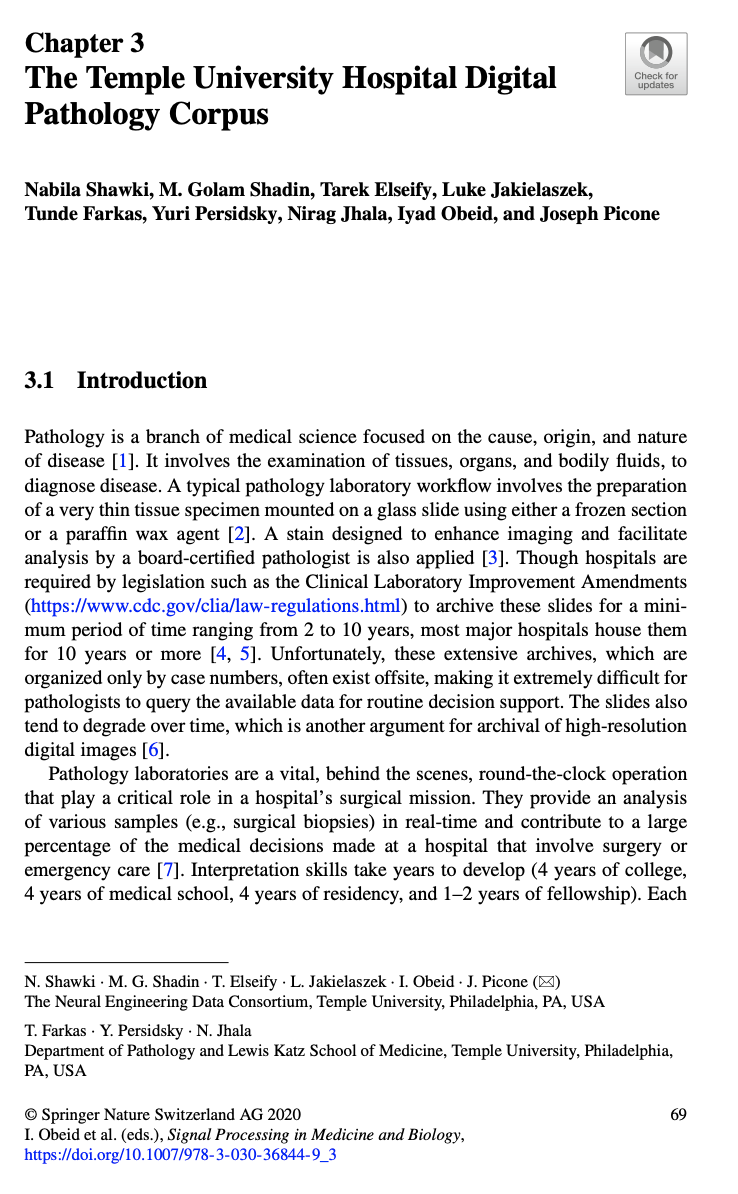 Chapter 3
The Temple University Hospital Digital
Pathology Corpus
Check for
updates
Nabila Shawki, M. Golam Shadin, Tarek Elseify, Luke Jakielaszek,
Tunde Farkas, Yuri Persidsky, Nirag Jhala, Iyad Obeid, and Joseph Picone
3.1 Introduction
Pathology is a branch of medical science focused on the cause, origin, and nature
of disease [1]. It involves the examination of tissues, organs, and bodily fluids, to
diagnose disease. A typical pathology laboratory workflow involves the preparation
of a very thin tissue specimen mounted on a glass slide using either a frozen section
or a paraffin wax agent [2]. A stain designed to enhance imaging and facilitate
analysis by a board-certified pathologist is also applied [3]. Though hospitals are
required by legislation such as the Clinical Laboratory Improvement Amendments
(https://www.cdc.gov/clia/law-regulations.html) to archive these slides for a mini-
mum period of time ranging from 2 to 10 years, most major hospitals house them
for 10 years or more [4, 5]. Unfortunately, these extensive archives, which are
organized only by case numbers, often exist offsite, making it extremely difficult for
pathologists to query the available data for routine decision support. The slides also
tend to degrade over time, which is another argument for archival of high-resolution
digital images [6].
Pathology laboratories are a vital, behind the scenes, round-the-clock operation
that play a critical role in a hospital's surgical mission. They provide an analysis
of various samples (e.g., surgical biopsies) in real-time and contribute to a large
percentage of the medical decisions made at a hospital that involve surgery or
emergency care [7]. Interpretation skills take years to develop (4 years of college,
4 years of medical school, 4 years of residency, and 1–2 years of fellowship). Each
N. Shawki · M. G. Shadin · T. Elseify · L. Jakielaszek · I. Obeid · J. Picone (✉)
The Neural Engineering Data Consortium, Temple University, Philadelphia, PA, USA
T. Farkas · Y. Persidsky · N. Jhala
Department of Pathology and Lewis Katz School of Medicine, Temple University, Philadelphia,
PA, USA
© Springer Nature Switzerland AG 2020 69
I. Obeid et al. (eds.), Signal Processing in Medicine and Biology,
https://doi.org/10.1007/978-3-030-36844-9_3